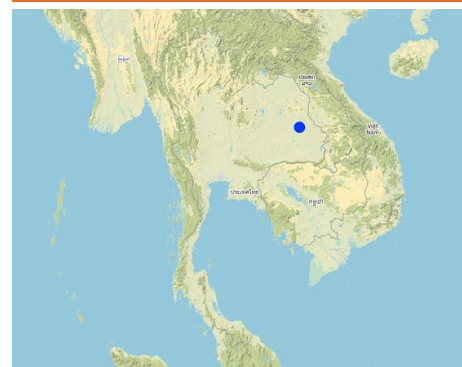 မြန်မာ
ປະເທດ
ລາວ
Việt
Nam
ประเทศไทย
កម្ពុជា